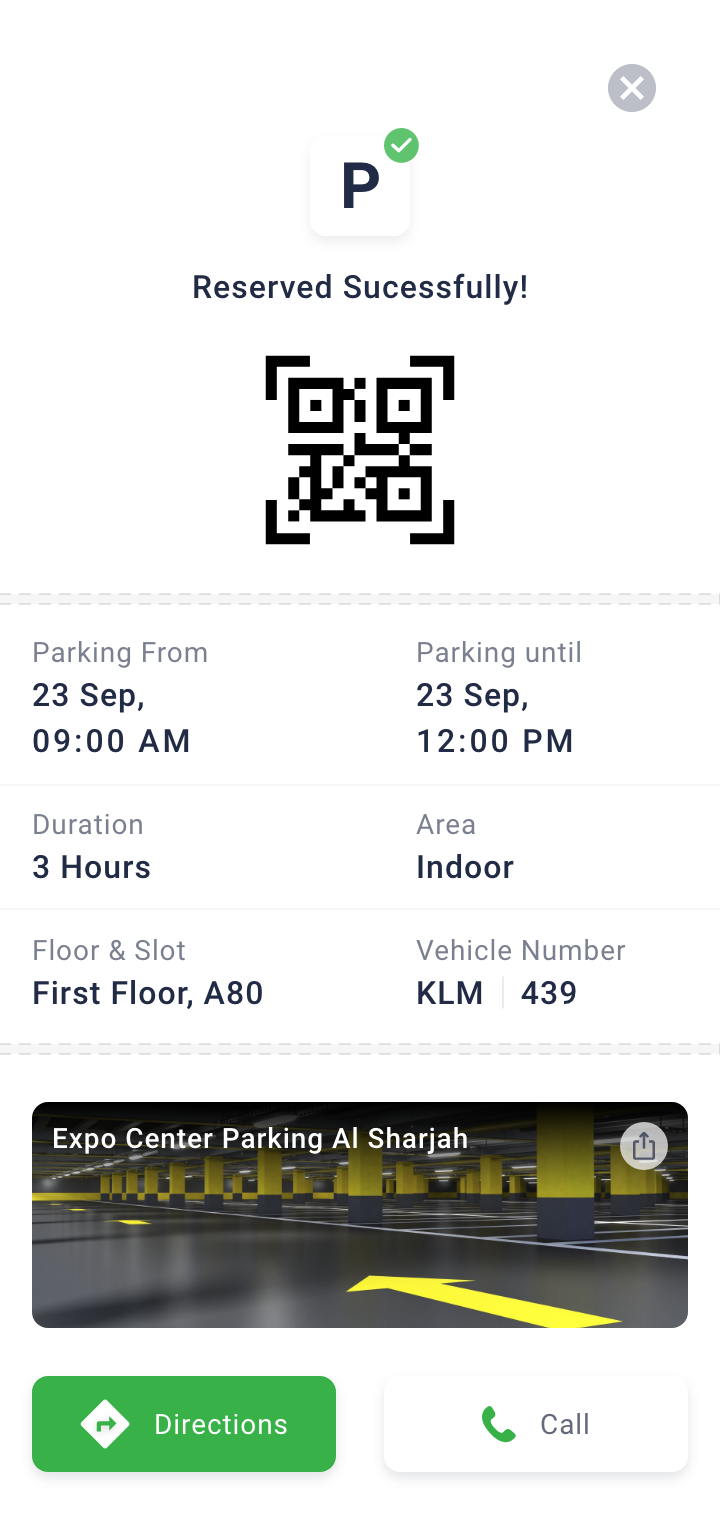 P
Reserved Sucessfully!
Parking From
23 Sep,
09:00 AM
Parking until
23 Sep,
12:00 PM
Duration
3 Hours
Area
Indoor
Floor & Slot
First Floor, A80
Vehicle Number
KLM | 439
Expo Center Parking Al Sharjah
Directions
Call